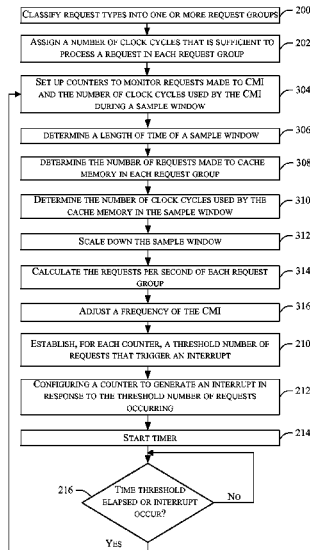 CLASSIFY REQUEST TYPES INTO ONE OR MORE REQUEST GROUPS
200
ASSIGN A NUMBER OF CLOCK CYCLES THAT IS SUFFICIENT TO
PROCESS A REQUEST IN EACH REQUEST GROUP
202
SET UP COUNTERS TO MONITOR REQUESTS MADE TO CMI
AND THE NUMBER OF CLOCK CYCLES USED BY THE CMI
DURING A SAMPLE WINDOW
304
DETERMINE A LENGTH OF TIME OF A SAMPLE WINDOW
306
DETERMINE THE NUMBER OF REQUESTS MADE TO CACHE
MEMORY IN EACH REQUEST GROUP
308
DETERMINE THE NUMBER OF CLOCK CYCLES USED BY THE
CACHE MEMORY IN THE SAMPLE WINDOW
310
SCALE DOWN THE SAMPLE WINDOW
312
CALCULATE THE REQUESTS PER SECOND OF EACH REQUEST
GROUP
314
ADJUST A FREQUENCY OF THE CMI
316
ESTABLISH, FOR EACH COUNTER, A THRESHOLD NUMBER OF
REQUESTS THAT TRIGGER AN INTERRUPT
210
CONFIGURING A COUNTER TO GENERATE AN INTERRUPT IN
RESPONSE TO THE THRESHOLD NUMBER OF REQUESTS
OCCURRING
212
START TIMER
214
216
TIME THRESHOLD
ELAPSED OR INTERRUPT
OCCUR?
NO
YES